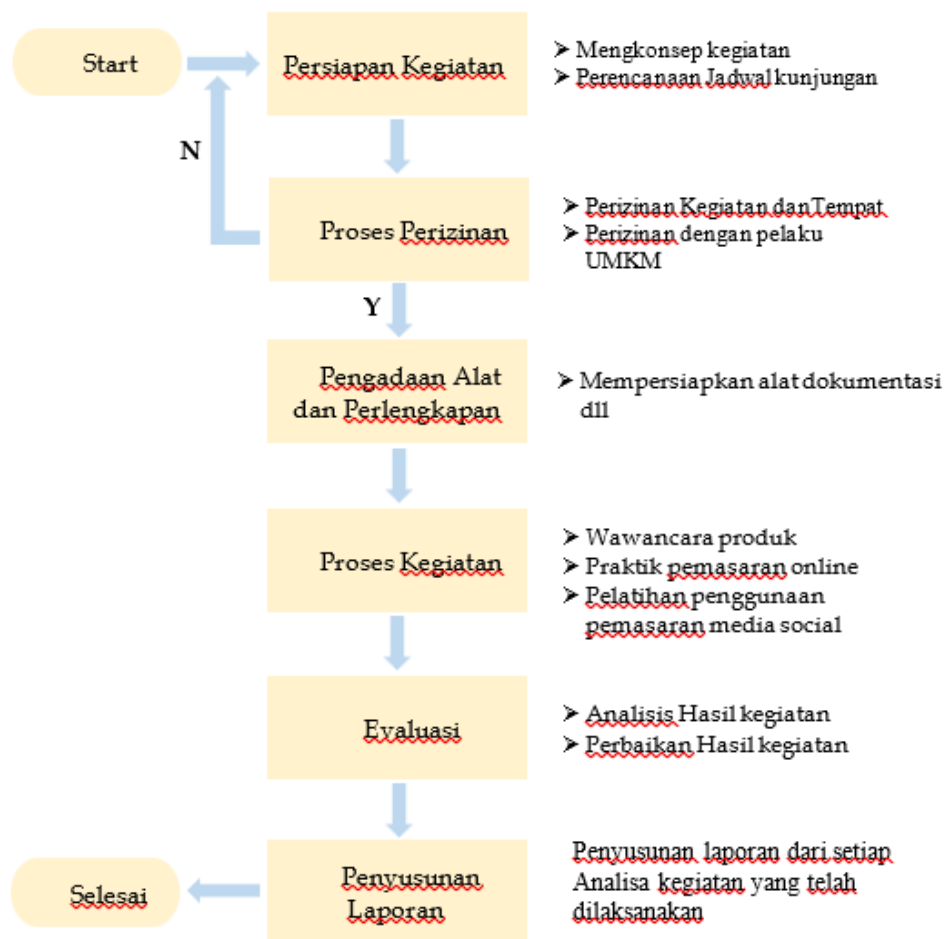 Start
Persiapan Kegiatan
➢ Mengkonsep kegiatan
➢ Perencanaan Jadwal kunjungan
N
Proses Perizinan
➢ Perizinan Kegiatan danTempat
➢ Perizinan dengan pelaku
UMKM
Y
Pengadaan Alat
dan Perlengkapan
➢ Mempersiapkan alat dokumentasi
dll
Proses Kegiatan
➢ Wawancara produk
➢ Praktik pemasaran online
➢ Pelatihan penggunaan
pemasaran media social
Evaluasi
➢ Analisis Hasil kegiatan
➢ Perbaikan Hasil kegiatan
Selesai
Penyusunan
Laporan
Penyusunan laporan dari setiap
Analisa kegiatan yang telah
dilaksanakan